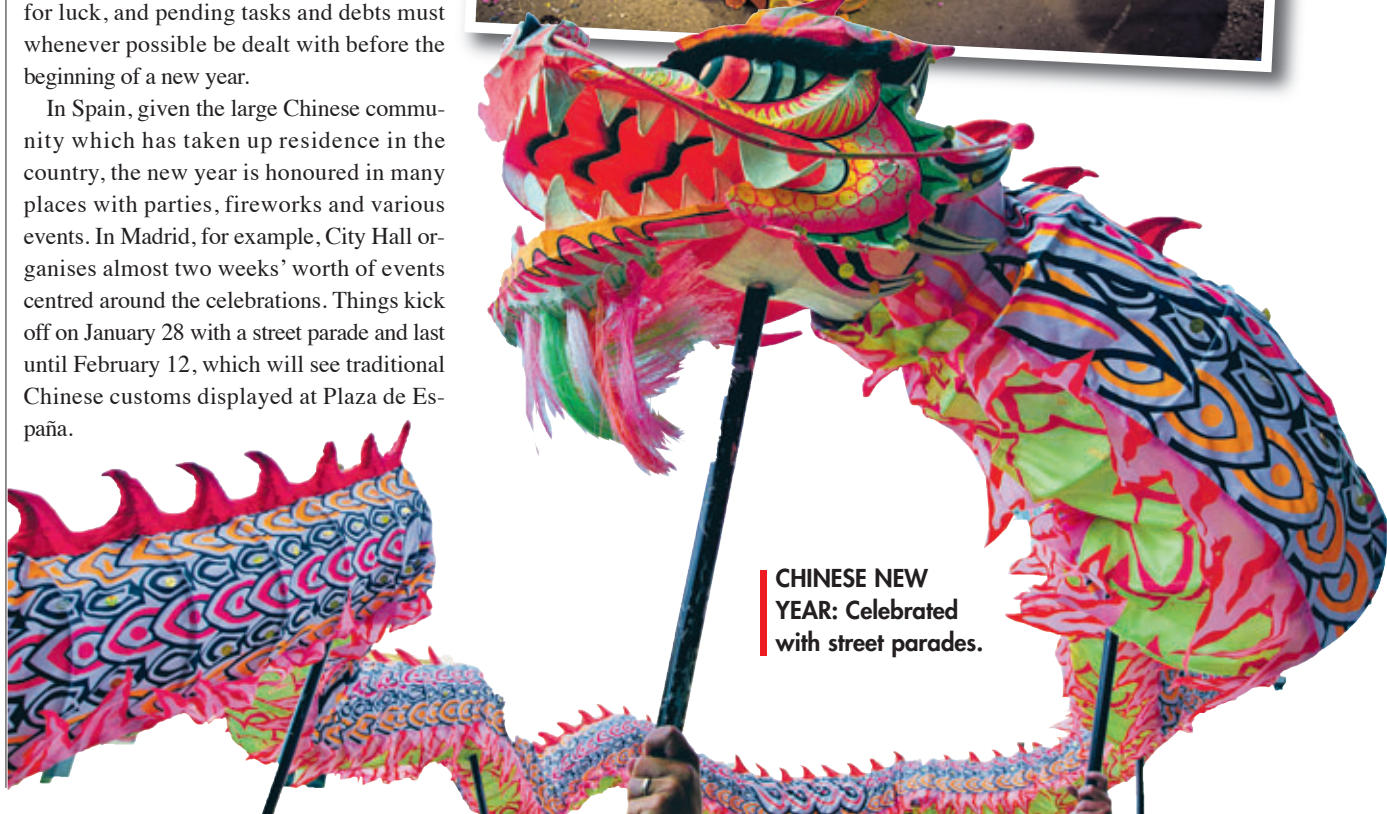 for luck, and pending tasks and debts must
whenever possible be dealt with before the
beginning of a new year.
In Spain, given the large Chinese commu-
nity which has taken up residence in the
country, the new year is honoured in many
places with parties, fireworks and various
events. In Madrid, for example, City Hall or-
ganises almost two weeks’ worth of events
centred around the celebrations. Things kick
off on January 28 with a street parade and last
until February 12, which will see traditional
Chinese customs displayed at Plaza de Es-
paña.
CHINESE NEW
YEAR: Celebrated
with street parades.